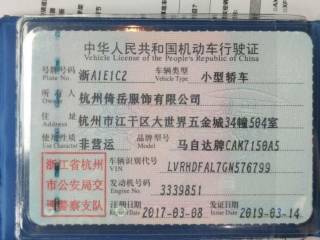 中华人民共和国机动车行驶证
Vehicle License of the People's Republic of China
号牌号码 浙A1E1C2 车辆类型 小型轿车
Plate No. Vehicle Type
所有人 杭州倚岳服饰有限公司
Owner
住址 杭州市江干区大世界五金城34幢504室
Address
使用性质 非营运 品牌型号 马自达牌CAM7150A5
Use Character Model
浙江省杭州市公安局交通警察支队
车辆识别代号 LVRHDFAL7GN576799
VIN
发动机号码 3339851
Engine No.
注册日期 2017-03-08 发证日期 2019-03-14
Register Date Issue Date